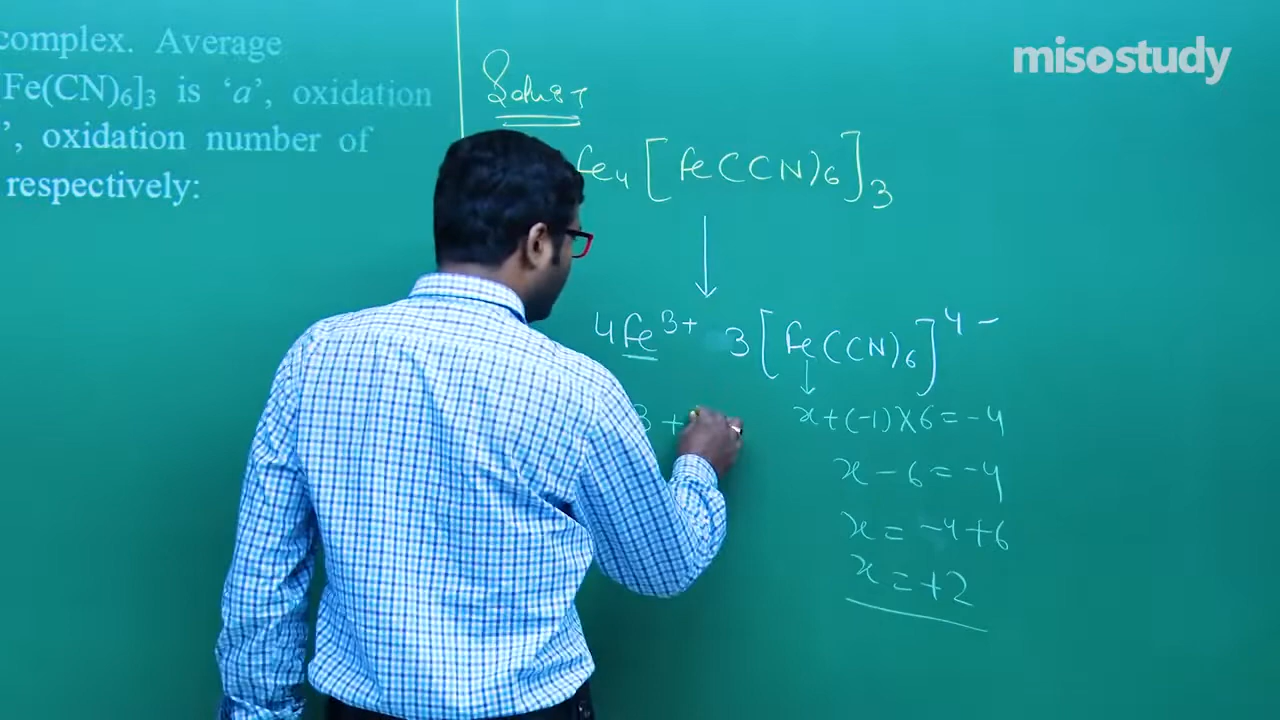 complex. Average
[Fe(CN)₆]₃ is ‘a’, oxidation
’, oxidation number of
respectively:
misostudy
Fe₄[Fe(CN)₆]₃
4Fe³⁺ 3[Fe(CN)₆]⁴⁻
3 +
x+(-1)×6=-4
x-6=-4
x=-4+6
x=+2